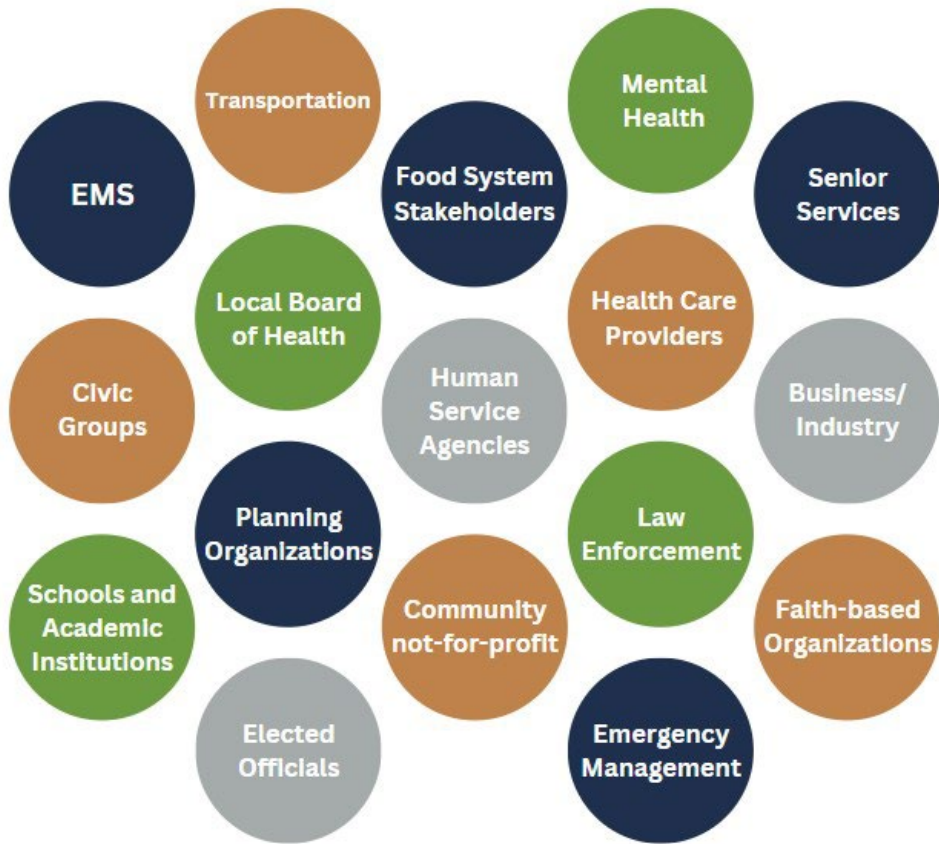 Transportation
Mental
Health
EMS
Food System
Stakeholders
Senior
Services
Local Board
of Health
Health Care
Providers
Civic
Groups
Human
Service
Agencies
Business/
Industry
Planning
Organizations
Law
Enforcement
Schools and
Academic
Institutions
Community
not-for-profit
Faith-based
Organizations
Elected
Officials
Emergency
Management